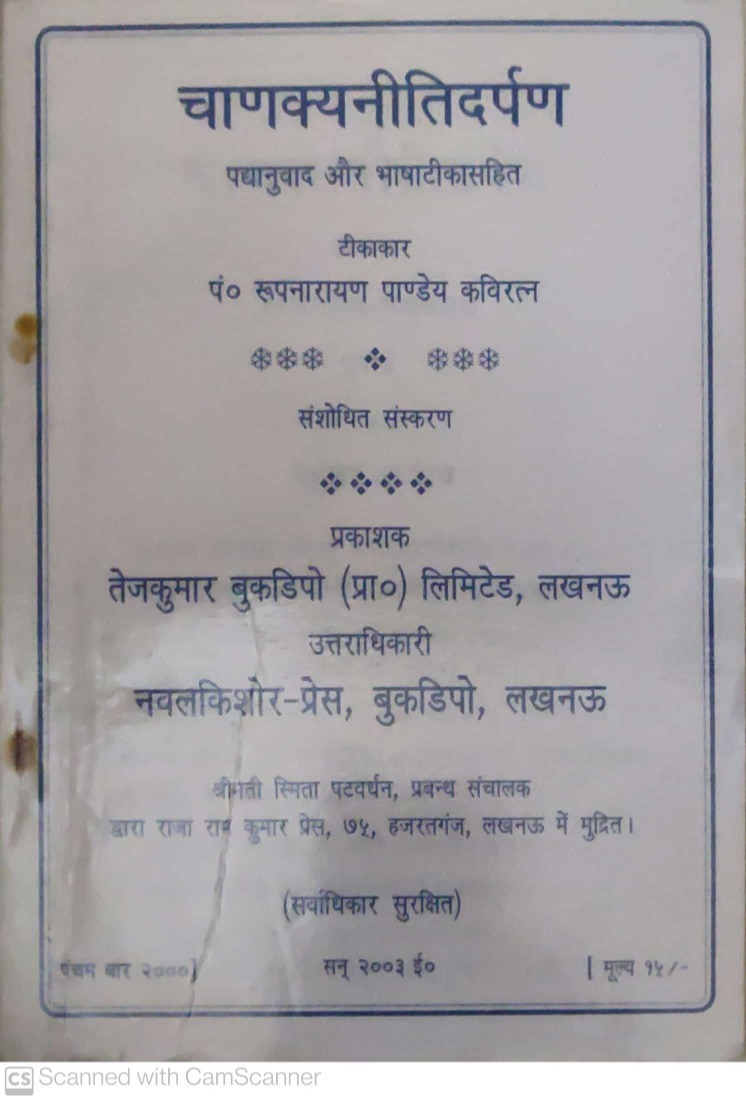 चाणक्यनीतिदर्पण
पद्यानुवाद और भाषाटीकासहित
टीकाकार
पं० रूपनारायण पाण्डेय कविरत्न
संशोधित संस्करण
प्रकाशक
तेजकुमार बुकडिपो (प्रा०) लिमिटेड, लखनऊ
उत्तराधिकारी
नवलकिशोर-प्रेस, बुकडिपो, लखनऊ
श्रीमती स्मिता पटवर्धन, प्रबन्ध संचालक
द्वारा राजा राम कुमार प्रेस, ७५, हजरतगंज, लखनऊ में मुद्रित।
(सर्वाधिकार सुरक्षित)
पंचम बार २०००] सन् २००३ ई० [ मूल्य १५/-
CS Scanned with CamScanner